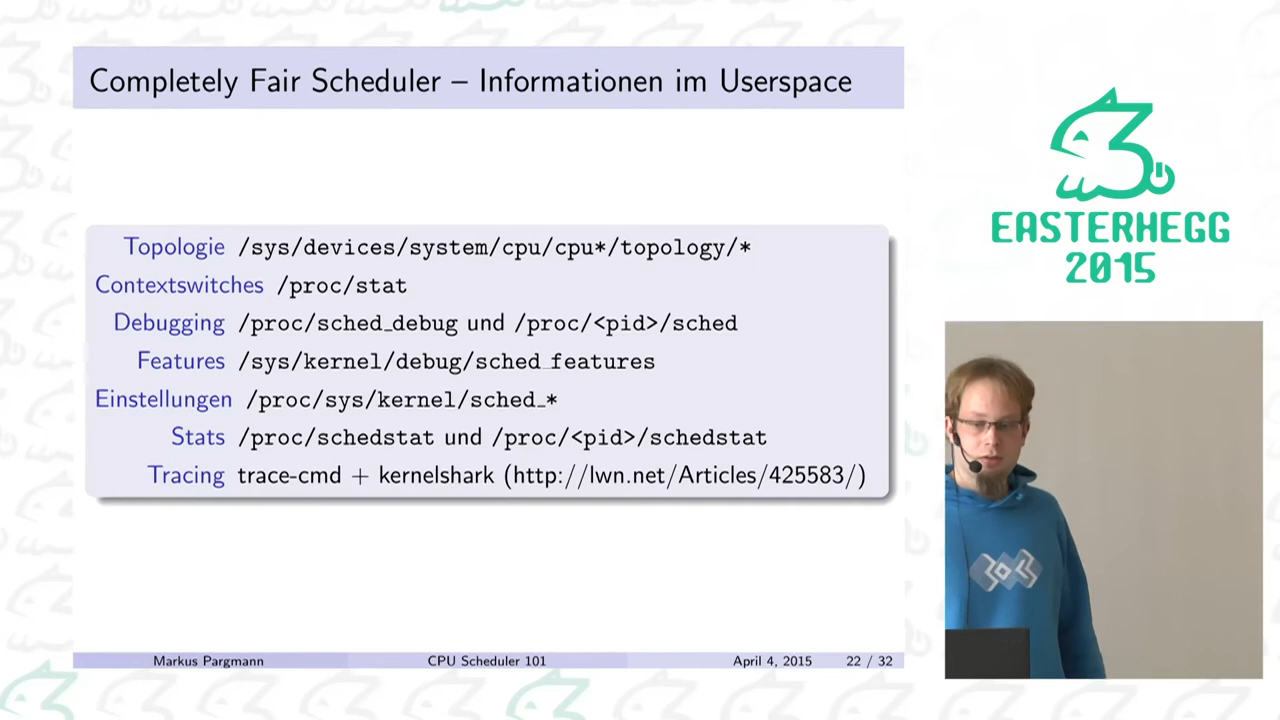 Completely Fair Scheduler – Informationen im Userspace
Topologie /sys/devices/system/cpu/cpu*/topology/*
Contextswitches /proc/stat
Debugging /proc/sched_debug und /proc/<pid>/sched
Features /sys/kernel/debug/sched_features
Einstellungen /proc/sys/kernel/sched_*
Stats /proc/schedstat und /proc/<pid>/schedstat
Tracing trace-cmd + kernelshark (http://lwn.net/Articles/425583/)
Markus Pargmann CPU Scheduler 101 April 4, 2015 22 / 32
EASTERHEGG
2015